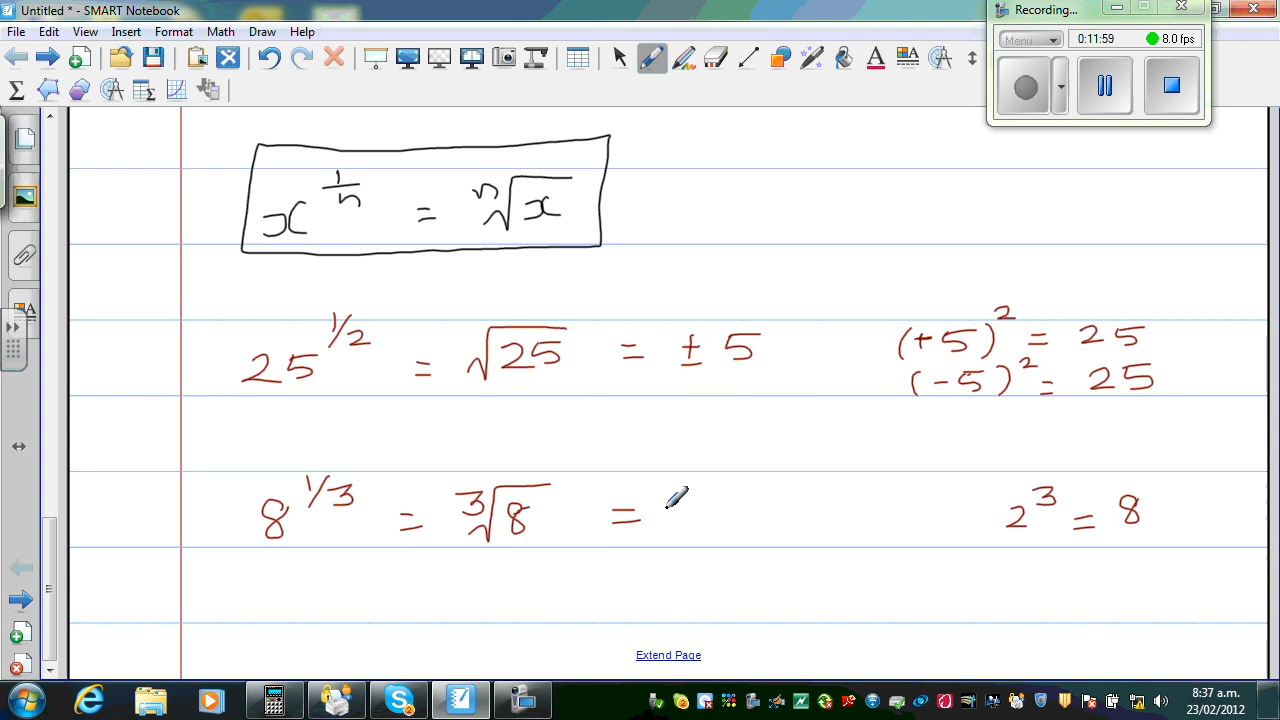 Untitled * - SMART Notebook
Recording...
File Edit View Insert Format Math Draw Help
Menu 0:11:59 8.0 fps
x^{1/n} = ⁿ√x
25^{1/2} = √25 = ± 5 (+5)² = 25
(-5)² = 25
8^{1/3} = ³√8 = 2³ = 8
Extend Page
8:37 a.m.
23/02/2012